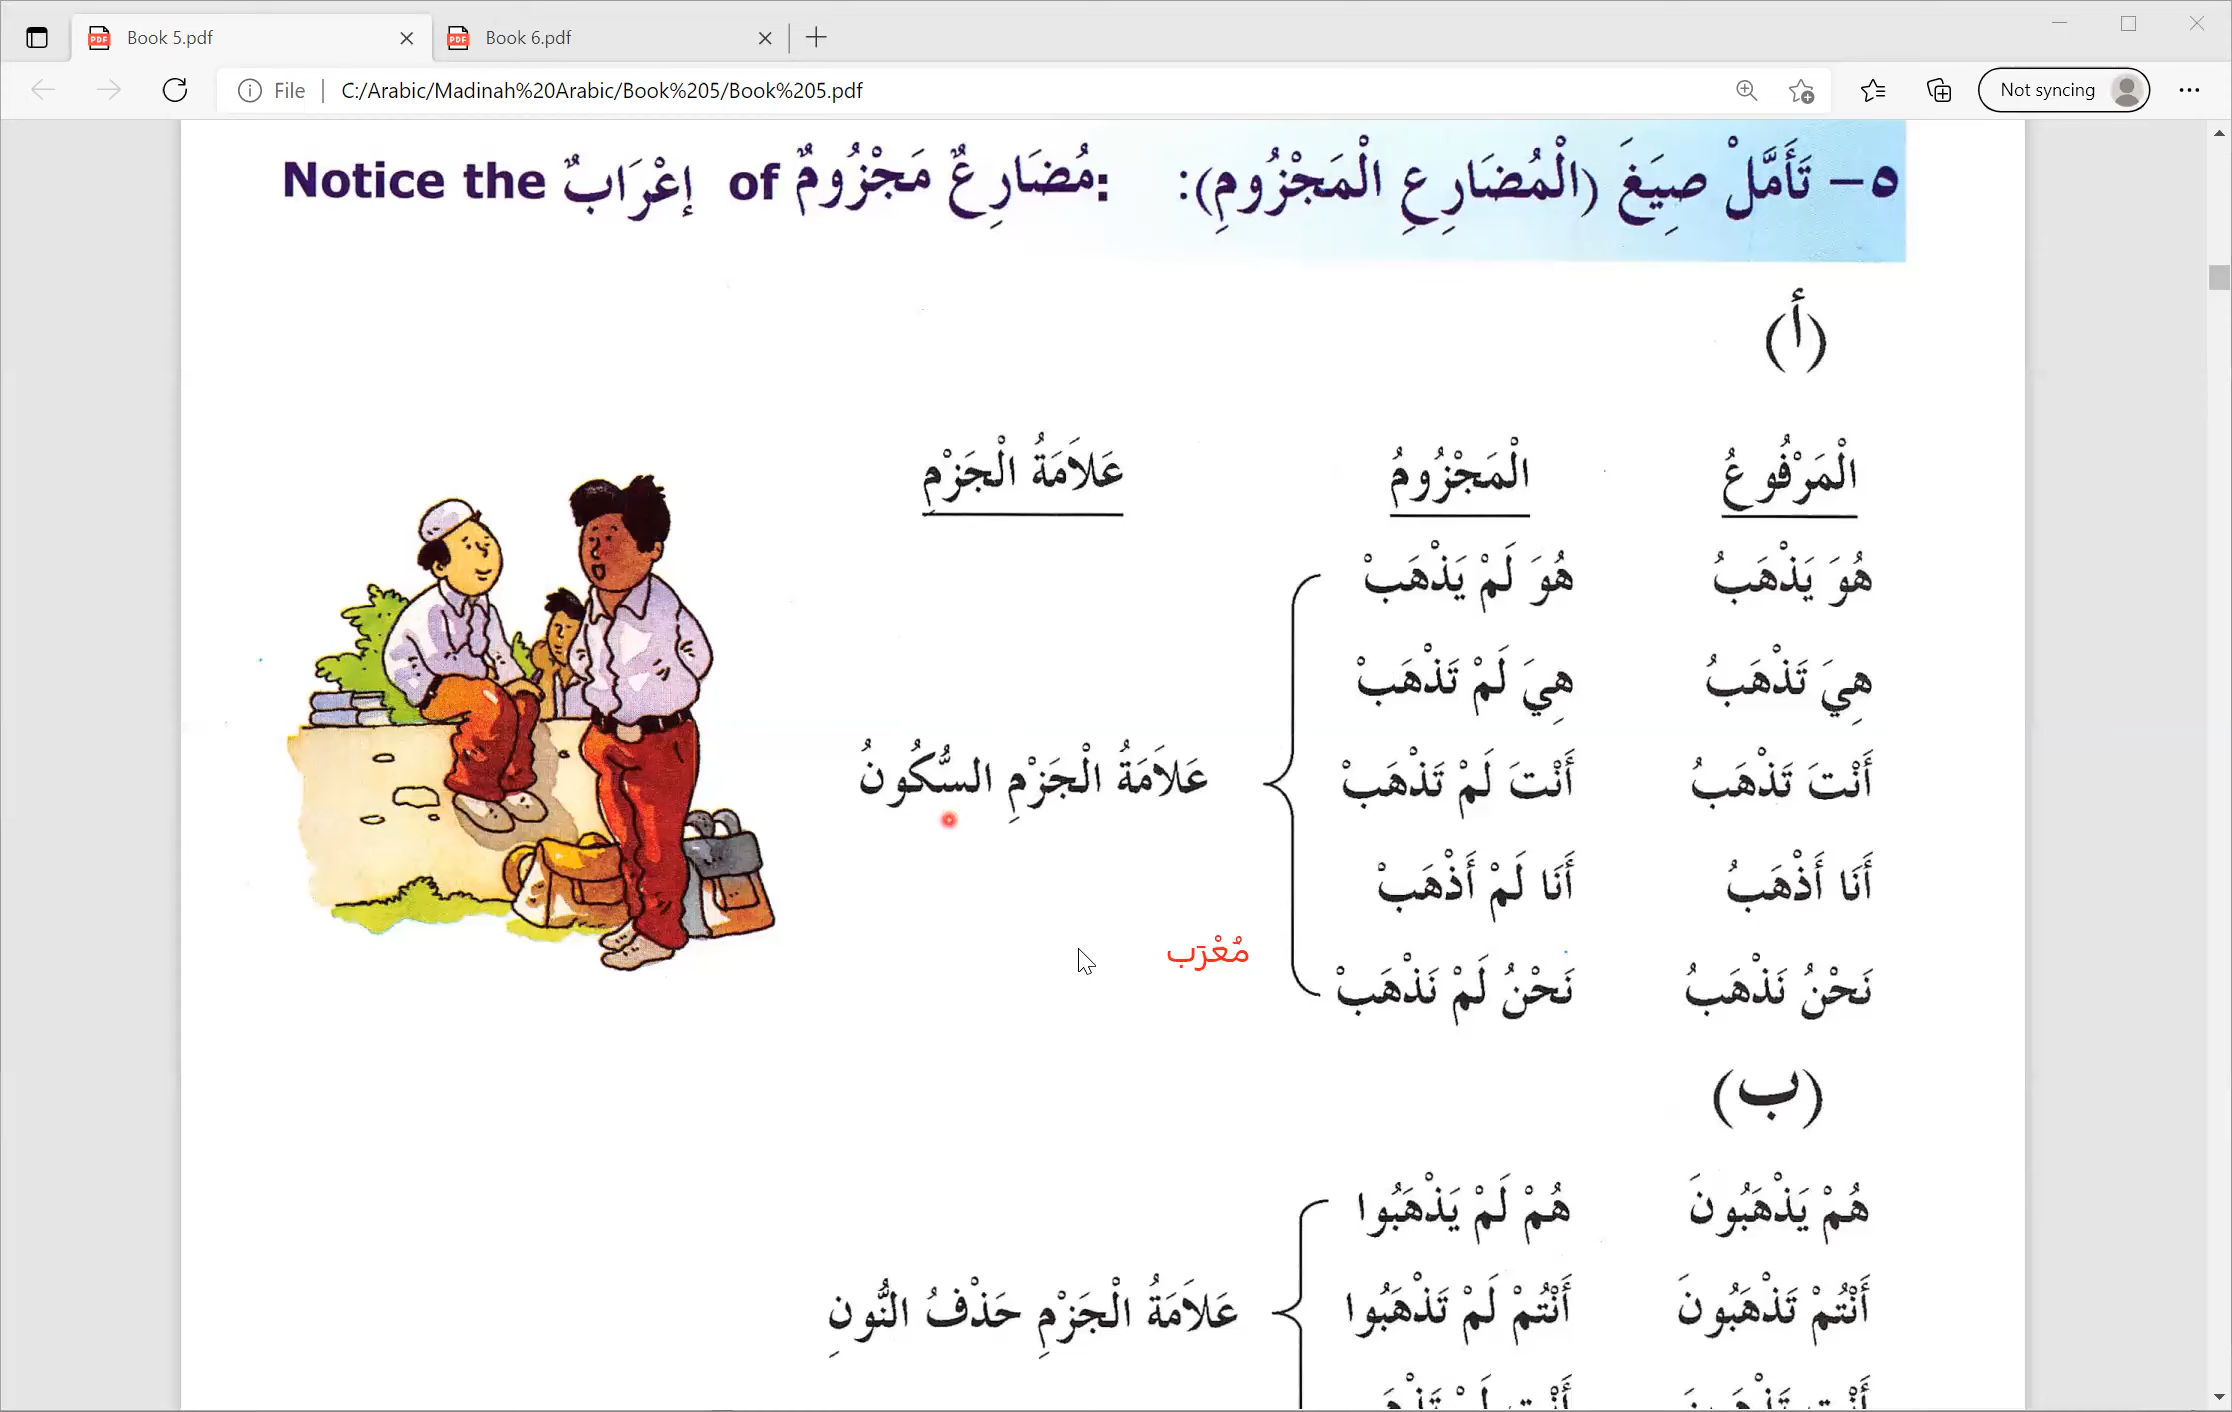 Book 5.pdf
Book 6.pdf
File
C:/Arabic/Madinah%20Arabic/Book%205/Book%205.pdf
Not syncing
٥- تَأَمَّلْ صِيَغَ (الْمُضَارِعِ الْمَجْزُومِ): Notice the إِعْرَابٌ of مُضَارِعٌ مَجْزُومٌ:
(أ)
الْمَرْفُوعُ الْمَجْزُومُ عَلَامَةُ الْجَزْمِ
هُوَ يَذْهَبُ هُوَ لَمْ يَذْهَبْ
هِيَ تَذْهَبُ هِيَ لَمْ تَذْهَبْ
أَنْتَ تَذْهَبُ أَنْتَ لَمْ تَذْهَبْ عَلَامَةُ الْجَزْمِ السُّكُونُ
أَنَا أَذْهَبُ أَنَا لَمْ أَذْهَبْ
مُعْرَب
نَحْنُ نَذْهَبُ نَحْنُ لَمْ نَذْهَبْ
(ب)
هُمْ يَذْهَبُونَ هُمْ لَمْ يَذْهَبُوا
أَنْتُمْ تَذْهَبُونَ أَنْتُمْ لَمْ تَذْهَبُوا عَلَامَةُ الْجَزْمِ حَذْفُ النُّونِ